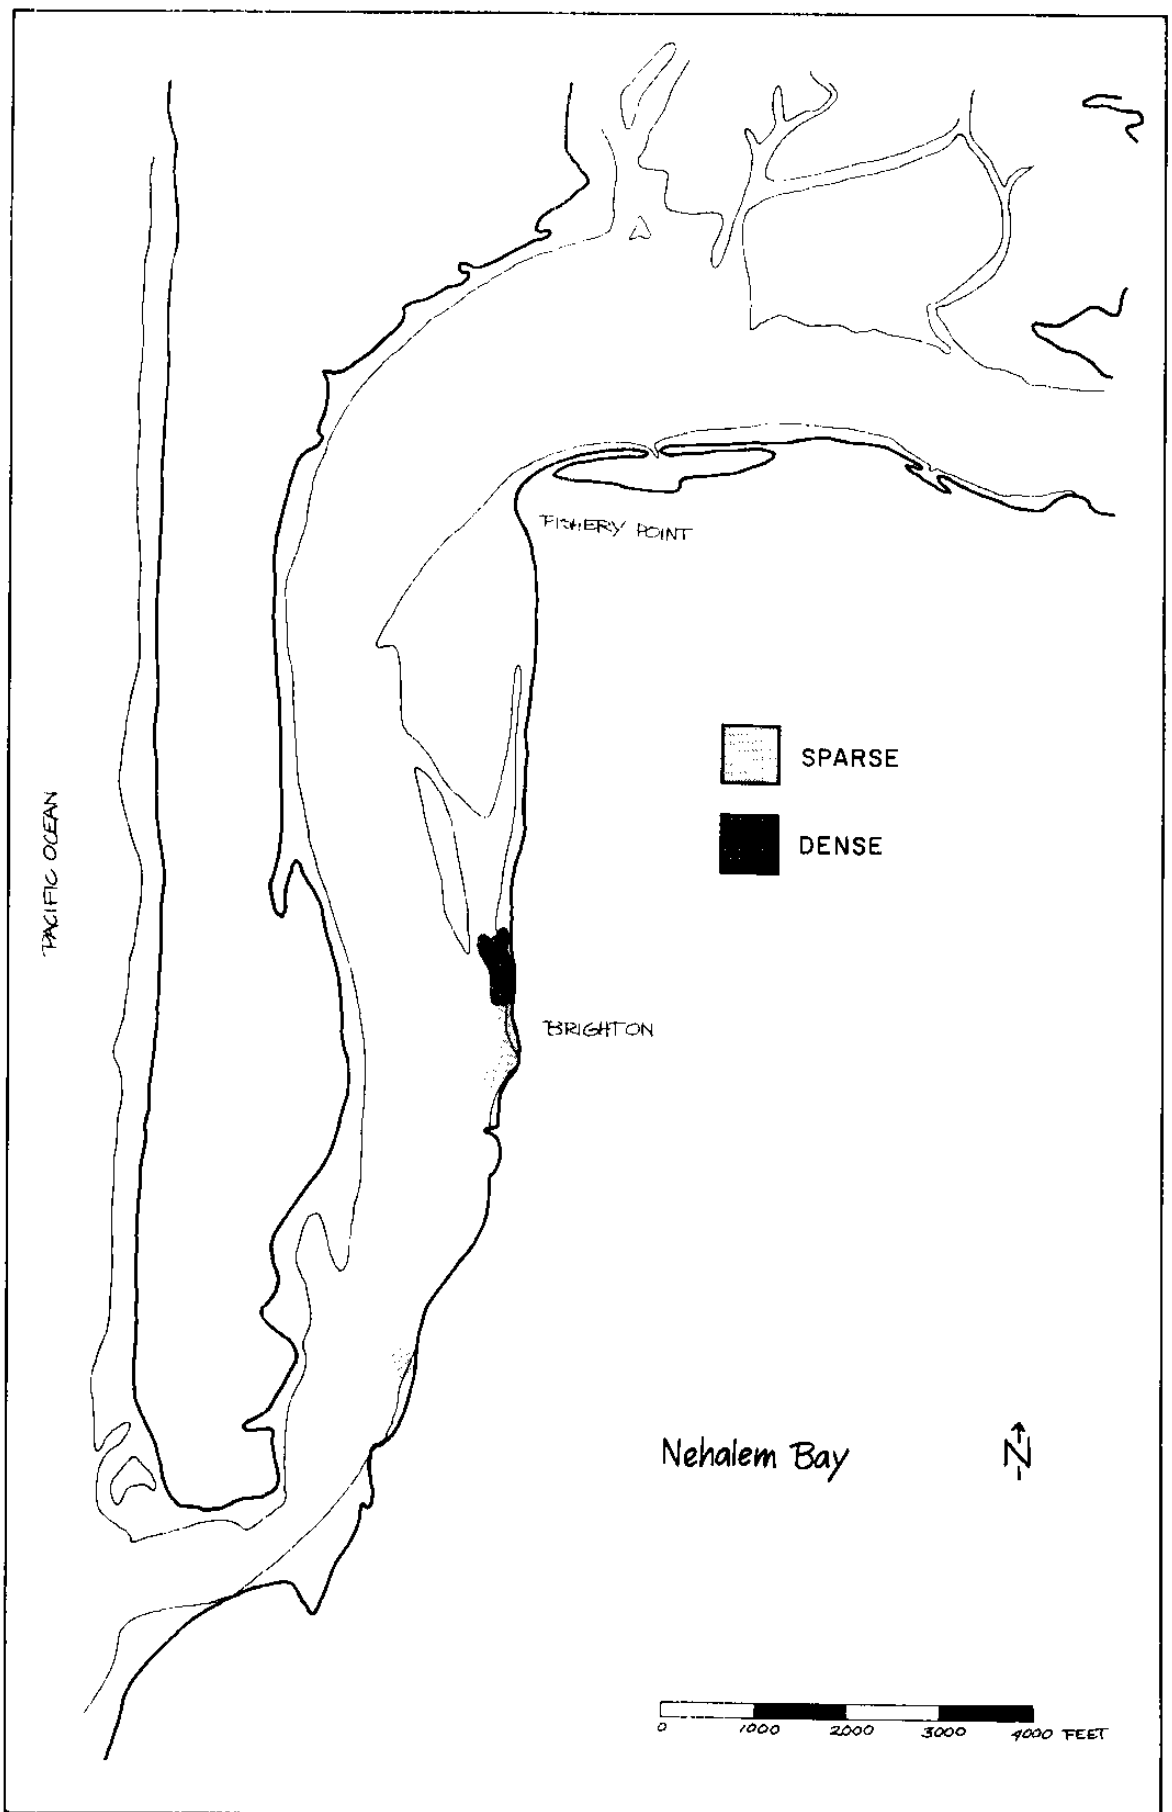 FISHERY POINT
SPARSE
DENSE
PACIFIC OCEAN
BRIGHTON
Nehalem Bay
N
0 1000 2000 3000 4000 FEET